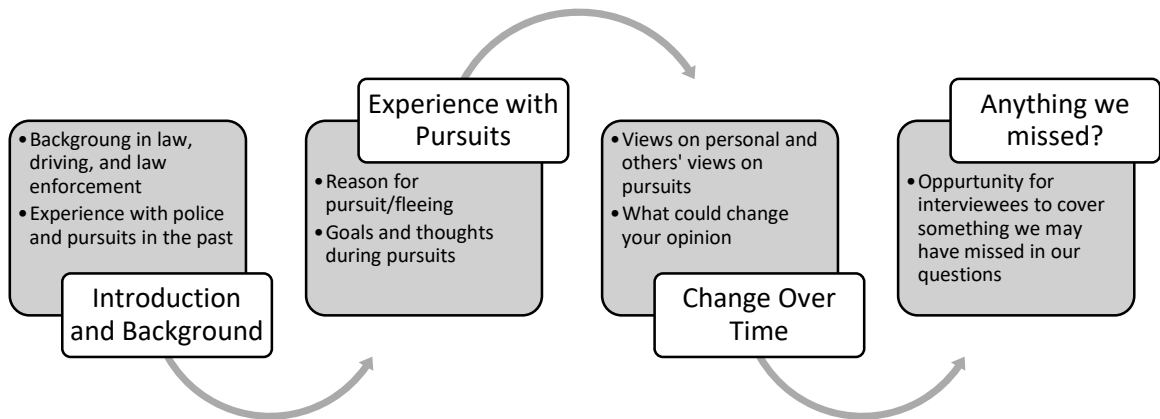 •Backgroung in law,
driving, and law
enforcement
•Experience with police
and pursuits in the past
Introduction
and Background
Experience with
Pursuits
•Reason for
pursuit/fleeing
•Goals and thoughts
during pursuits
•Views on personal and
others' views on
pursuits
•What could change
your opinion
Change Over
Time
Anything we
missed?
•Oppurtunity for
interviewees to cover
something we may
have missed in our
questions